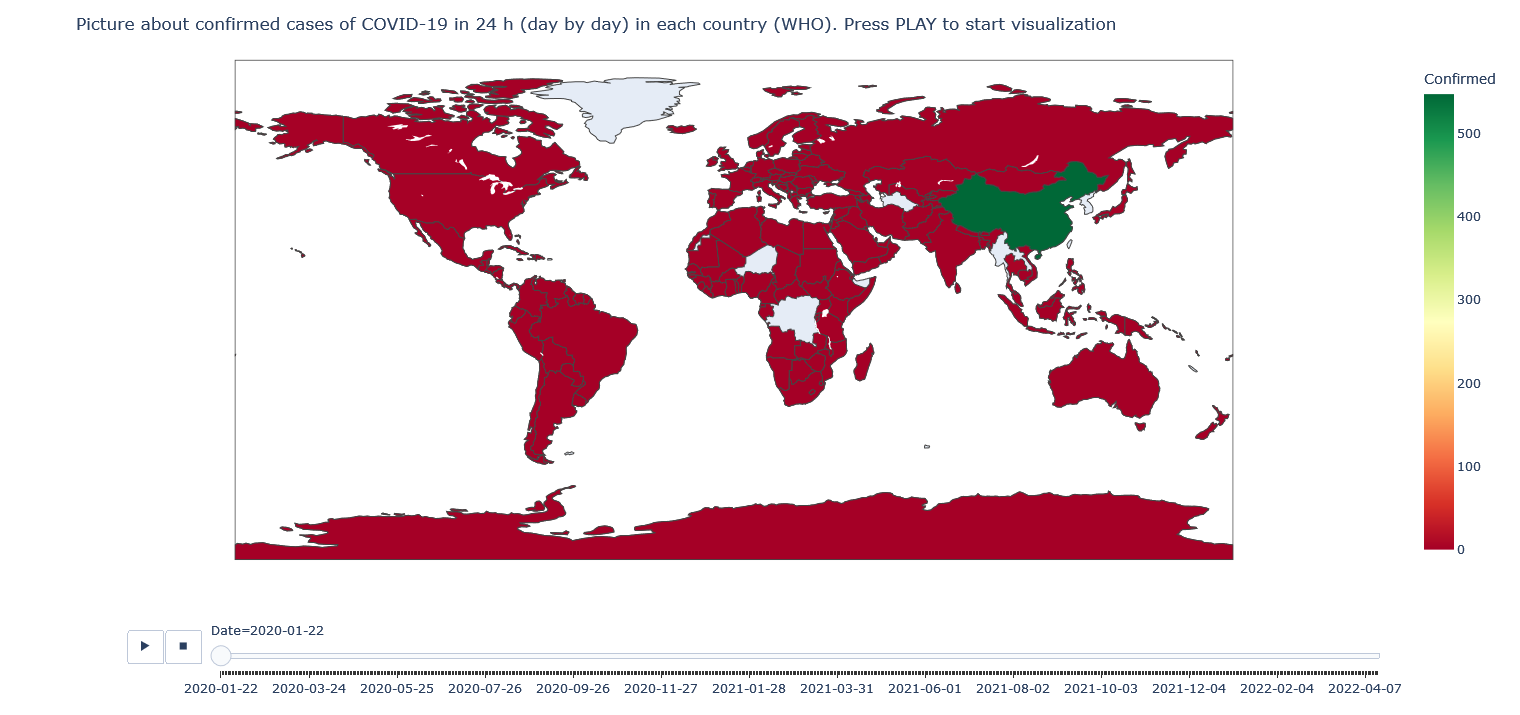 Picture about confirmed cases of COVID-19 in 24 h (day by day) in each country (WHO). Press PLAY to start visualization
Confirmed
500
400
300
200
100
0
Date=2020-01-22
2020-01-22 2020-03-24 2020-05-25 2020-07-26 2020-09-26 2020-11-27 2021-01-28 2021-03-31 2021-06-01 2021-08-02 2021-10-03 2021-12-04 2022-02-04 2022-04-07